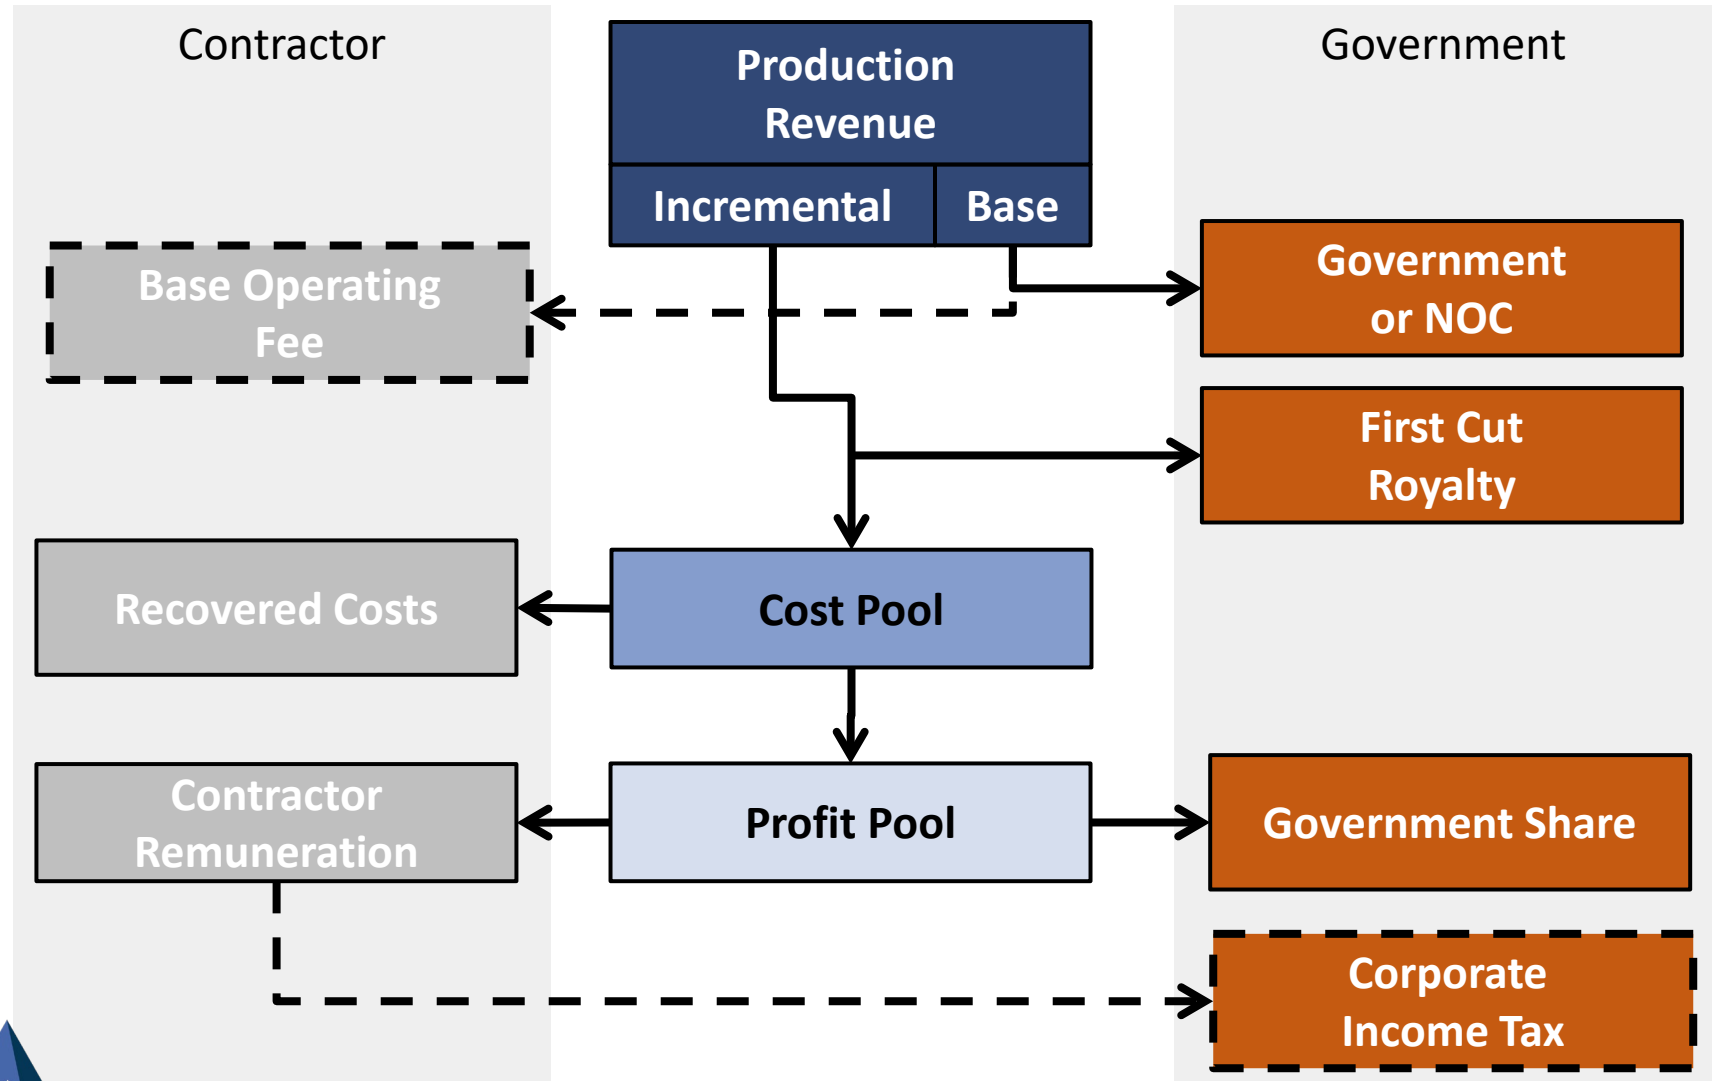 Contractor
Production
Revenue
Government
Incremental
Base
Base Operating
Fee
Government
or NOC
First Cut
Royalty
Recovered Costs
Cost Pool
Contractor
Remuneration
Profit Pool
Government Share
Corporate
Income Tax